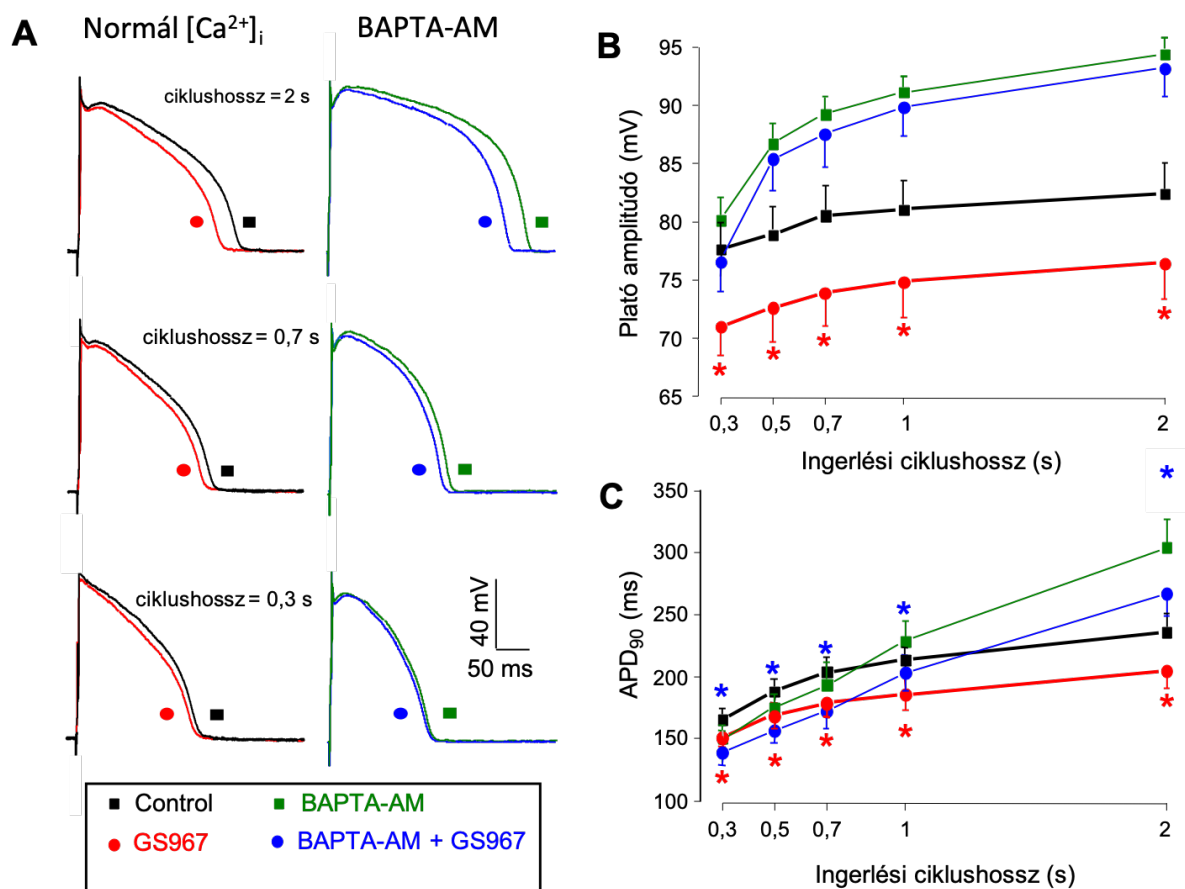 A
Normál [Ca²⁺]ᵢ
BAPTA-AM
ciklushossz = 2 s
ciklushossz = 0,7 s
ciklushossz = 0,3 s
40 mV
50 ms
Control
BAPTA-AM
GS967
BAPTA-AM + GS967
B
Plató amplitúdó (mV)
95
90
85
80
75
70
65
* * * * *
0,3 0,5 0,7 1 2
Ingerlési ciklushossz (s)
C
APD₉₀ (ms)
350
300
250
200
150
100
* * * * *
* * * * *
0,3 0,5 0,7 1 2
Ingerlési ciklushossz (s)